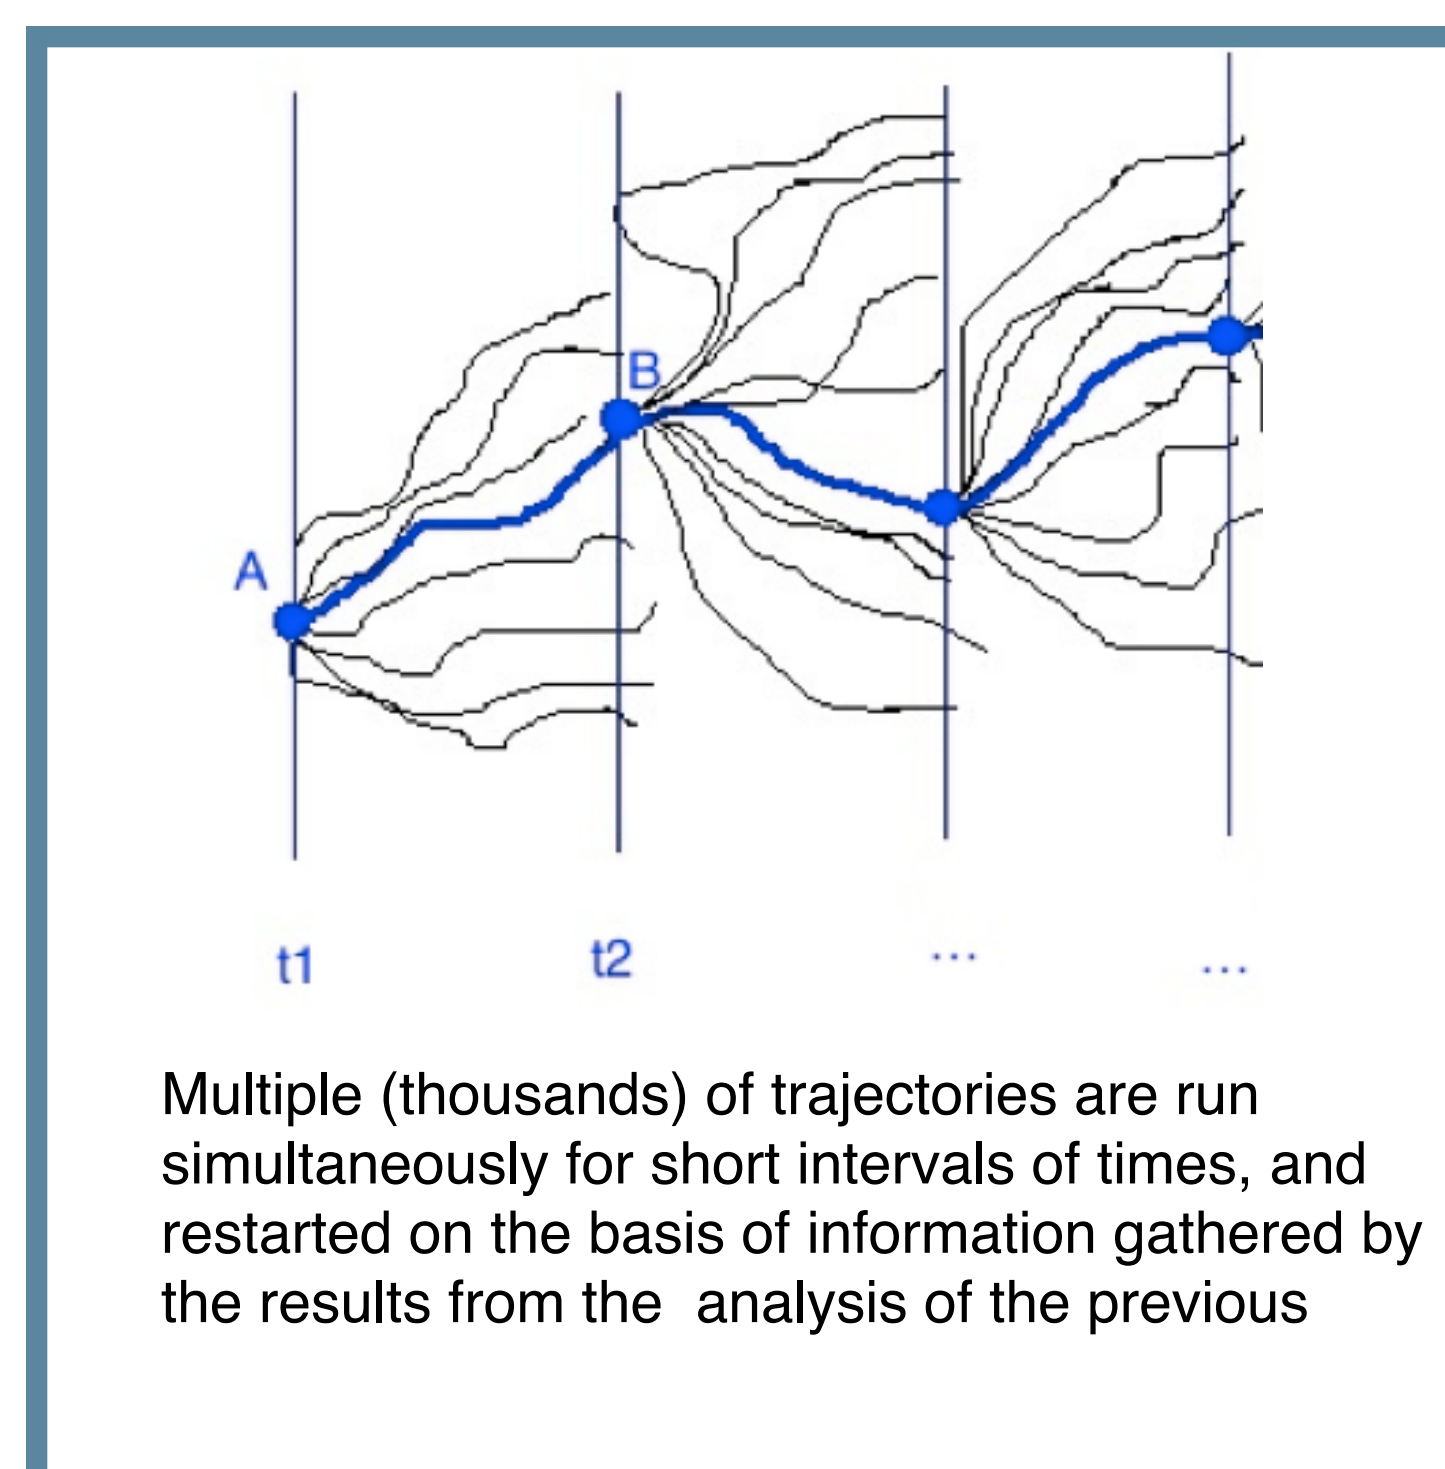 B
A
t1 t2 ... ...
Multiple (thousands) of trajectories are run
simultaneously for short intervals of times, and
restarted on the basis of information gathered by
the results from the  analysis of the previous